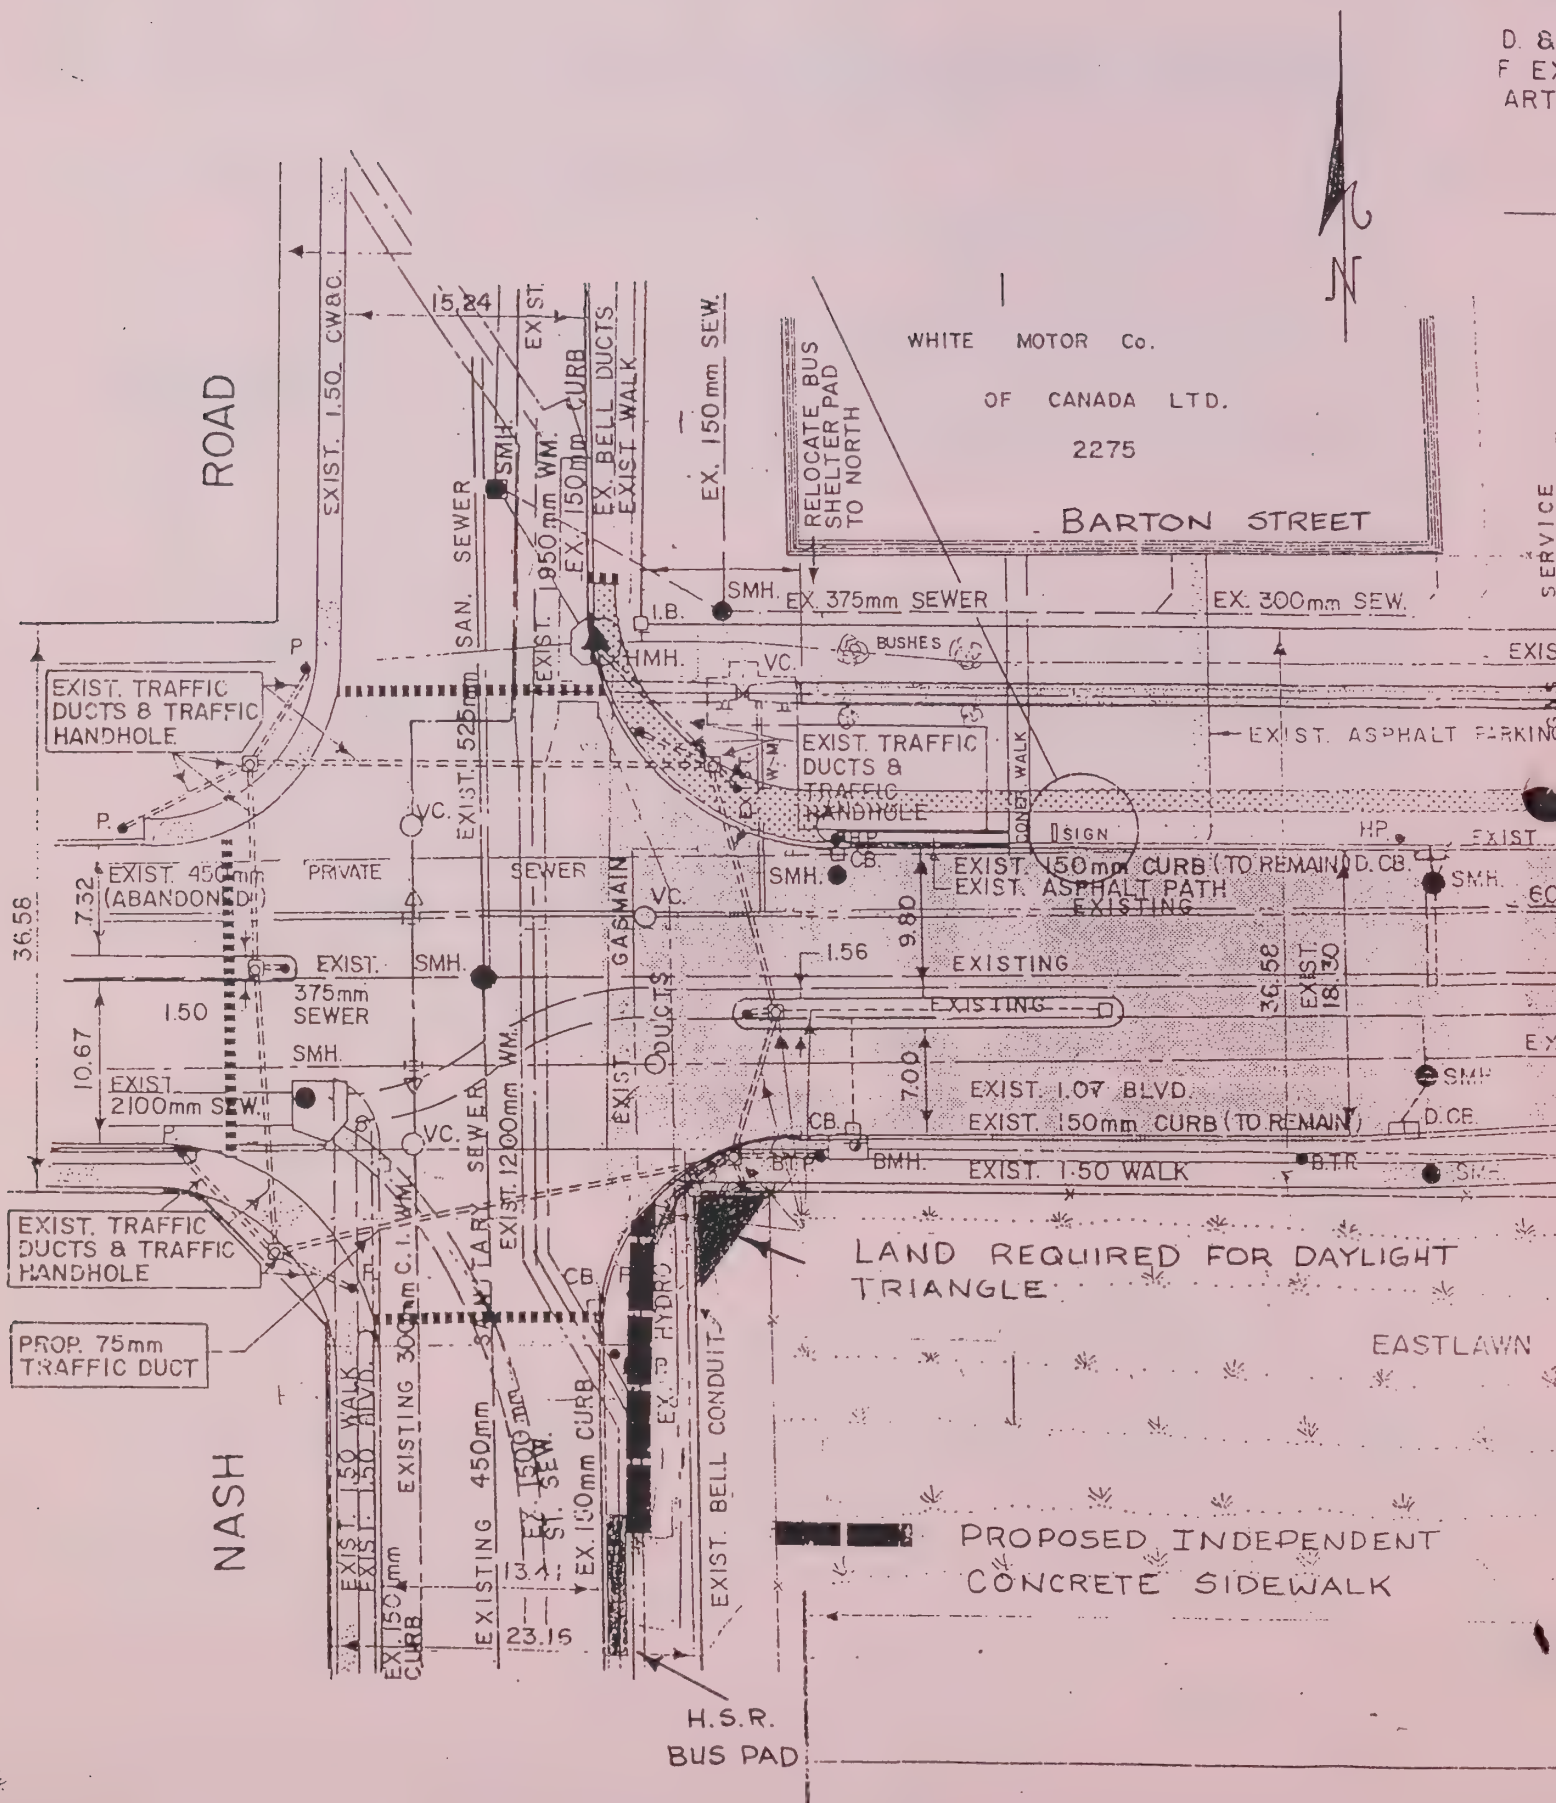 D. &
F EX
ART
N
ROAD
EXIST. 1.50 CW&C.
15.24
EXIST.
EX. 150mm CURB
EX. BELL DUCTS
EXIST WALK
EX. 150mm SEW.
RELOCATE BUS
SHELTER PAD
TO NORTH
WHITE MOTOR Co.
OF CANADA LTD.
2275
BARTON STREET
SERVICE
SMH.
SAN. SEWER
EXIST. 525mm
EXIST. 1950mm WM.
I.B.
SMH.
EX. 375mm SEWER
EX. 300mm SEW.
BUSHES
HMH.
VC.
EXIS
P
EXIST. TRAFFIC
DUCTS & TRAFFIC
HANDHOLE
EXIST. TRAFFIC
DUCTS &
TRAFFIC
HANDHOLE
EXIST. ASPHALT PARKING
EXIST. W.M.
CONC. WALK
SIGN
P.
VC.
H.P.
CB.
HP.
EXIST
EXIST. 450mm
(ABANDONED)
PRIVATE
SEWER
SMH.
EXIST. 150mm CURB (TO REMAIN)
D. CB.
EXIST. ASPHALT PATH
EXISTING
SMH.
60
36.58
7.32
EXIST. GASMAIN
VC.
9.80
1.56
EXISTING
EXIST.
375mm
SEWER
SMH.
1.50
10.67
EXIST. DUCTS
EXISTING
36.58
EXIST.
18.30
SMH.
EXIST
2100mm SEW.
VC.
EXIST. 1200mm WM.
7.00
EXIST. 1.07 BLVD.
SMH
CB.
EXIST. 150mm CURB (TO REMAIN)
D.CB.
P
B.T.P.
BMH.
EXIST. 1.50 WALK
B.T.P.
EXIST. TRAFFIC
DUCTS & TRAFFIC
HANDHOLE
LAND REQUIRED FOR DAYLIGHT
TRIANGLE
CB.
P
PROP. 75mm
TRAFFIC DUCT
EASTLAWN
NASH
EXIST. 1.50 WALK
EXIST. 1.50 BLVD.
EX. 150mm
CURB
EXISTING 300mm C.I. WM.
EXISTING 450mm SANITARY SEWER
EX. 1500mm
ST. SEW.
EX. 150mm CURB
EX. HYDRO
EXIST. BELL CONDUIT
PROPOSED INDEPENDENT
CONCRETE SIDEWALK
23.16
H.S.R.
BUS PAD